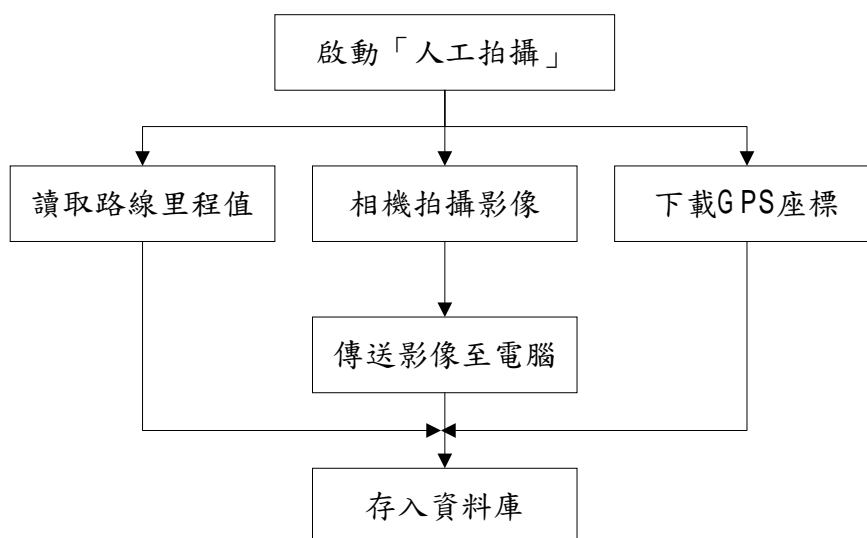 啟動「人工拍攝」
讀取路線里程值
相機拍攝影像
下載GPS座標
傳送影像至電腦
存入資料庫